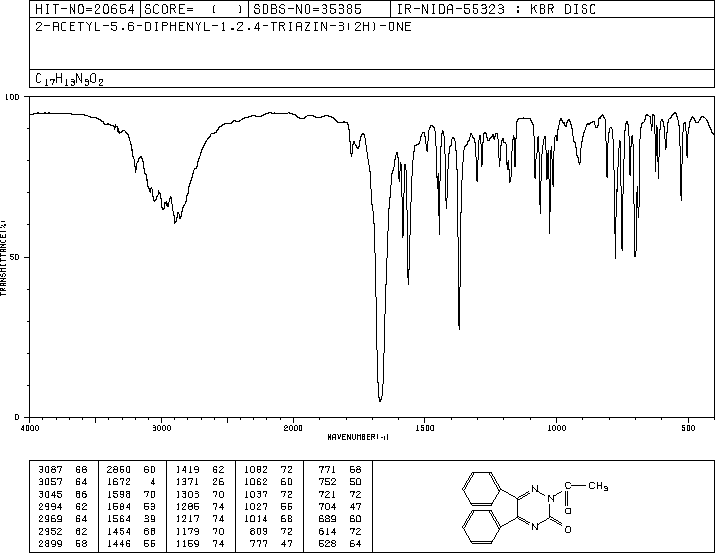 HIT-NO=20654 SCORE= ( ) SDBS-NO=35385 IR-NIDA-55323 : KBR DISC
2-ACETYL-5,6-DIPHENYL-1,2,4-TRIAZIN-3(2H)-ONE
C17H13N3O2
100
50
0
TRANSMITTANCE(%)
4000 3000 2000 1500 1000 500
WAVENUMBER(-1)
3087 68 2860 60 1419 62 1082 72 771 58
3057 64 1672 4 1371 26 1062 60 752 50
3045 66 1598 70 1303 70 1037 72 721 72
2994 62 1584 53 1285 74 1027 55 704 47
2969 64 1564 39 1217 74 1014 68 689 60
2952 62 1454 68 1179 70 809 72 614 72
2899 58 1446 55 1159 74 777 47 528 64
N N C CH3
O
N O